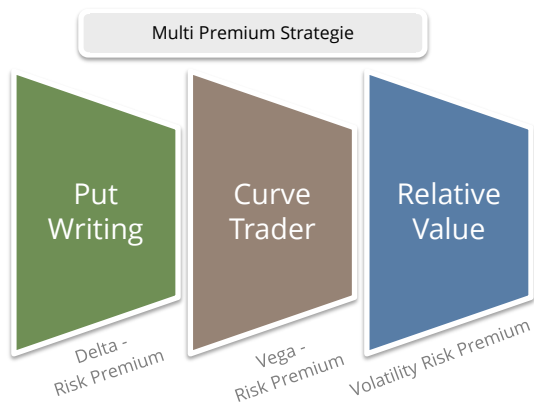 Multi Premium Strategie
Put
Writing
Curve
Trader
Relative
Value
Delta -
Risk Premium
Vega -
Risk Premium
Volatility Risk Premium